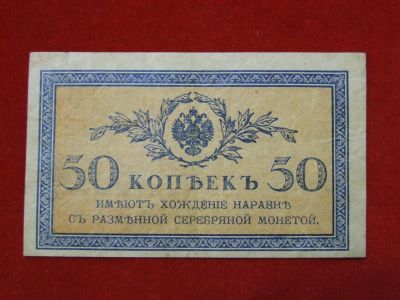 50 КОПѢЕКЪ 50
ИМѢЮТЪ ХОЖДЕНІЕ НАРАВНѢ
СЪ РАЗМѢННОЙ СЕРЕБРЯНОЙ МОНЕТОЙ.